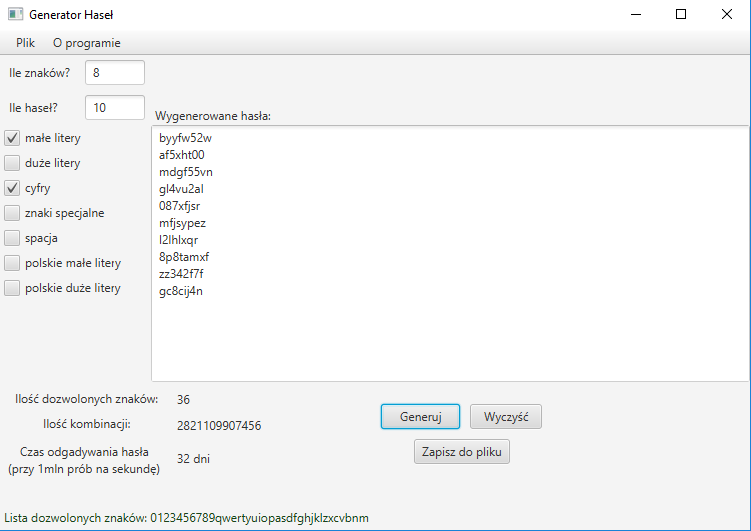 Generator Haseł
Plik O programie
Ile znaków? 8
Ile haseł? 10
Wygenerowane hasła:
małe litery
duże litery
cyfry
znaki specjalne
spacja
polskie małe litery
polskie duże litery
byyfw52w
af5xht00
mdgf55vn
gl4vu2al
087xfjsr
mfjsypez
l2lhlxqr
8p8tamxf
zz342f7f
gc8cij4n
Ilość dozwolonych znaków: 36
Ilość kombinacji: 2821109907456
Czas odgadywania hasła
(przy 1mln prób na sekundę) 32 dni
Generuj Wyczyść
Zapisz do pliku
Lista dozwolonych znaków: 0123456789qwertyuiopasdfghjklzxcvbnm